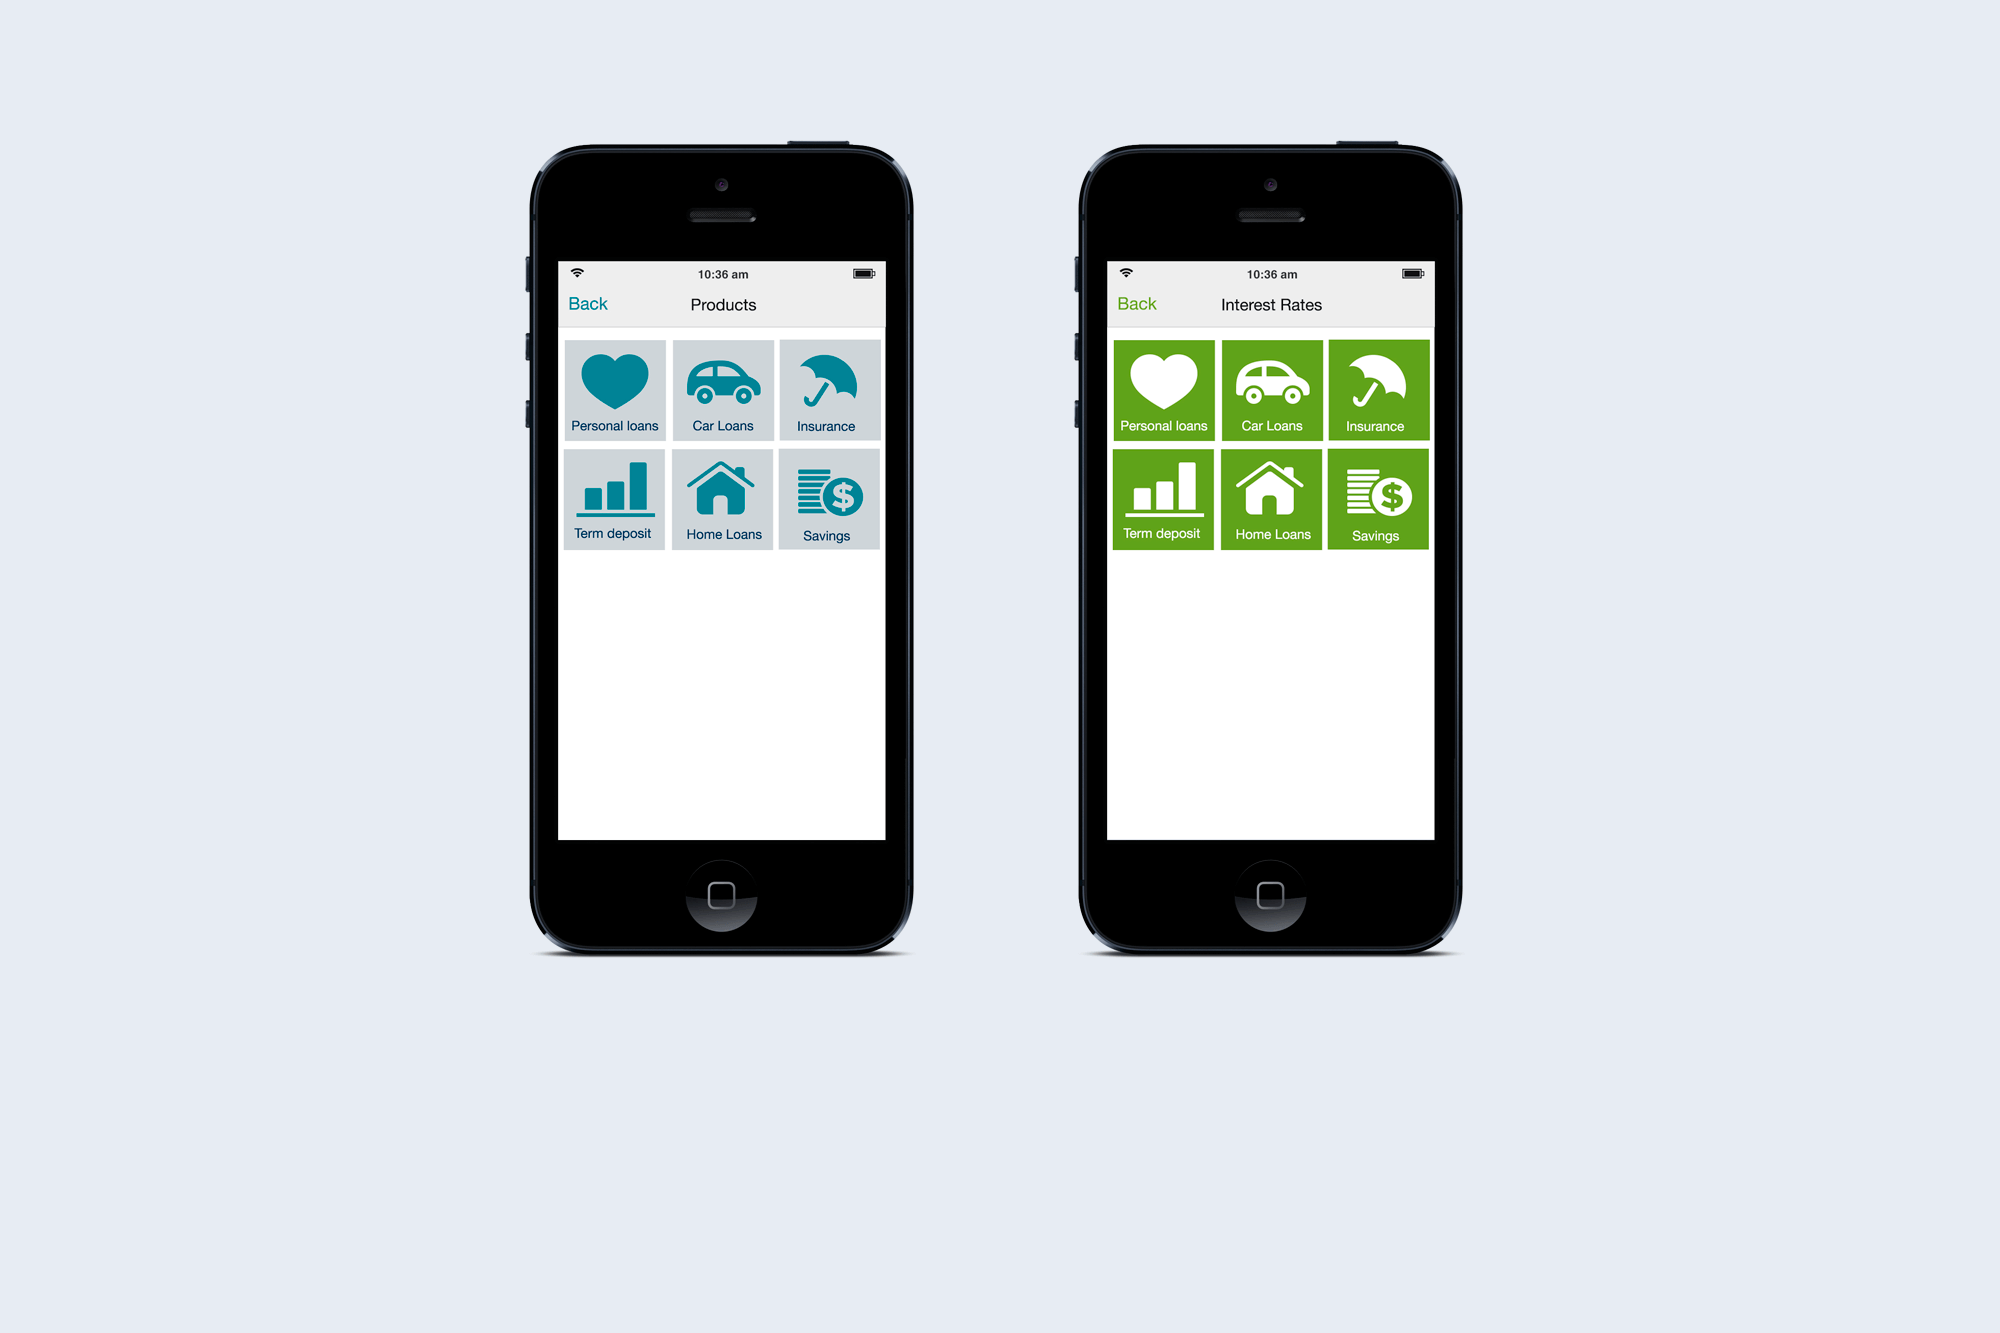 10:36 am
Back Products
Personal loans Car Loans Insurance
Term deposit Home Loans Savings
10:36 am
Back Interest Rates
Personal loans Car Loans Insurance
Term deposit Home Loans Savings